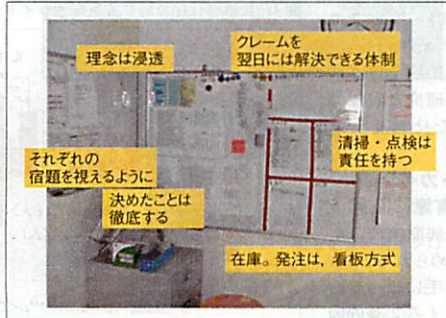 理念は浸透
クレームを
翌日には解決できる体制
清掃・点検は
責任を持つ
それぞれの
宿題を視えるように
決めたことは
徹底する
在庫。発注は，看板方式